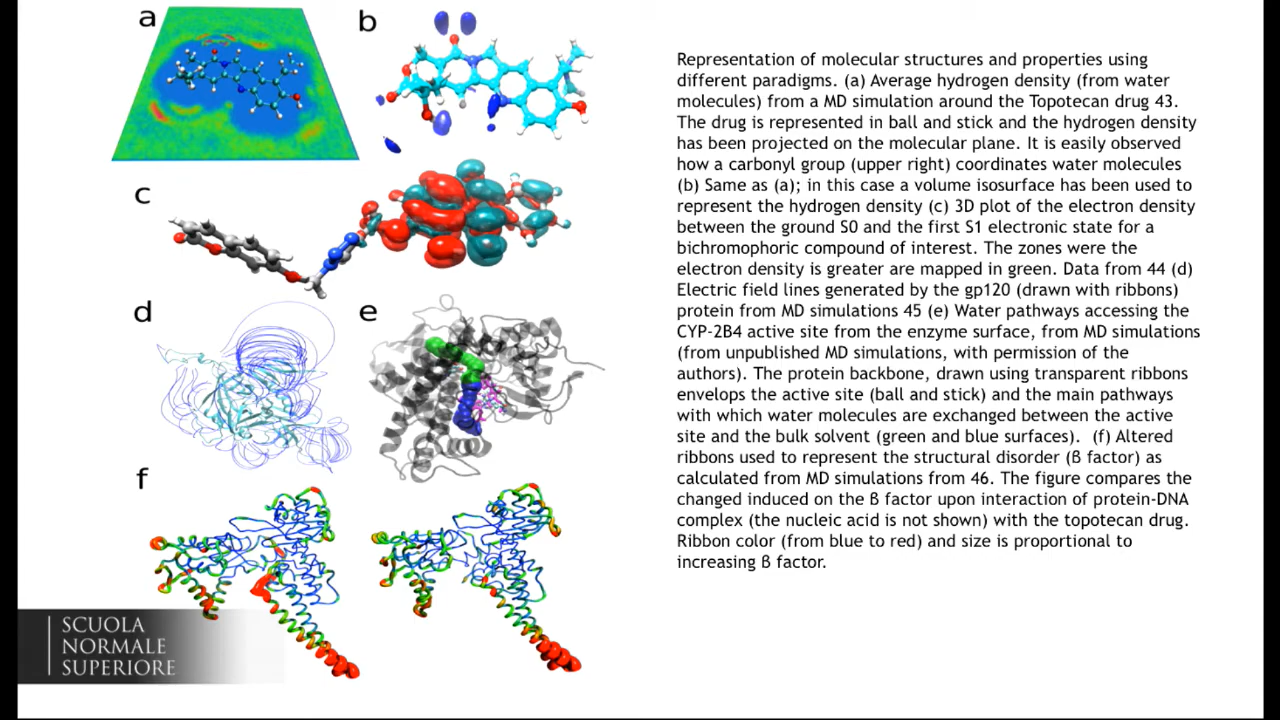 a
b
c
d
e
f
Representation of molecular structures and properties using
different paradigms. (a) Average hydrogen density (from water
molecules) from a MD simulation around the Topotecan drug 43.
The drug is represented in ball and stick and the hydrogen density
has been projected on the molecular plane. It is easily observed
how a carbonyl group (upper right) coordinates water molecules
(b) Same as (a); in this case a volume isosurface has been used to
represent the hydrogen density (c) 3D plot of the electron density
between the ground S0 and the first S1 electronic state for a
bichromophoric compound of interest. The zones were the
electron density is greater are mapped in green. Data from 44 (d)
Electric field lines generated by the gp120 (drawn with ribbons)
protein from MD simulations 45 (e) Water pathways accessing the
CYP-2B4 active site from the enzyme surface, from MD simulations
(from unpublished MD simulations, with permission of the
authors). The protein backbone, drawn using transparent ribbons
envelops the active site (ball and stick) and the main pathways
with which water molecules are exchanged between the active
site and the bulk solvent (green and blue surfaces).  (f) Altered
ribbons used to represent the structural disorder (ß factor) as
calculated from MD simulations from 46. The figure compares the
changed induced on the ß factor upon interaction of protein-DNA
complex (the nucleic acid is not shown) with the topotecan drug.
Ribbon color (from blue to red) and size is proportional to
increasing ß factor.
SCUOLA
NORMALE
SUPERIORE